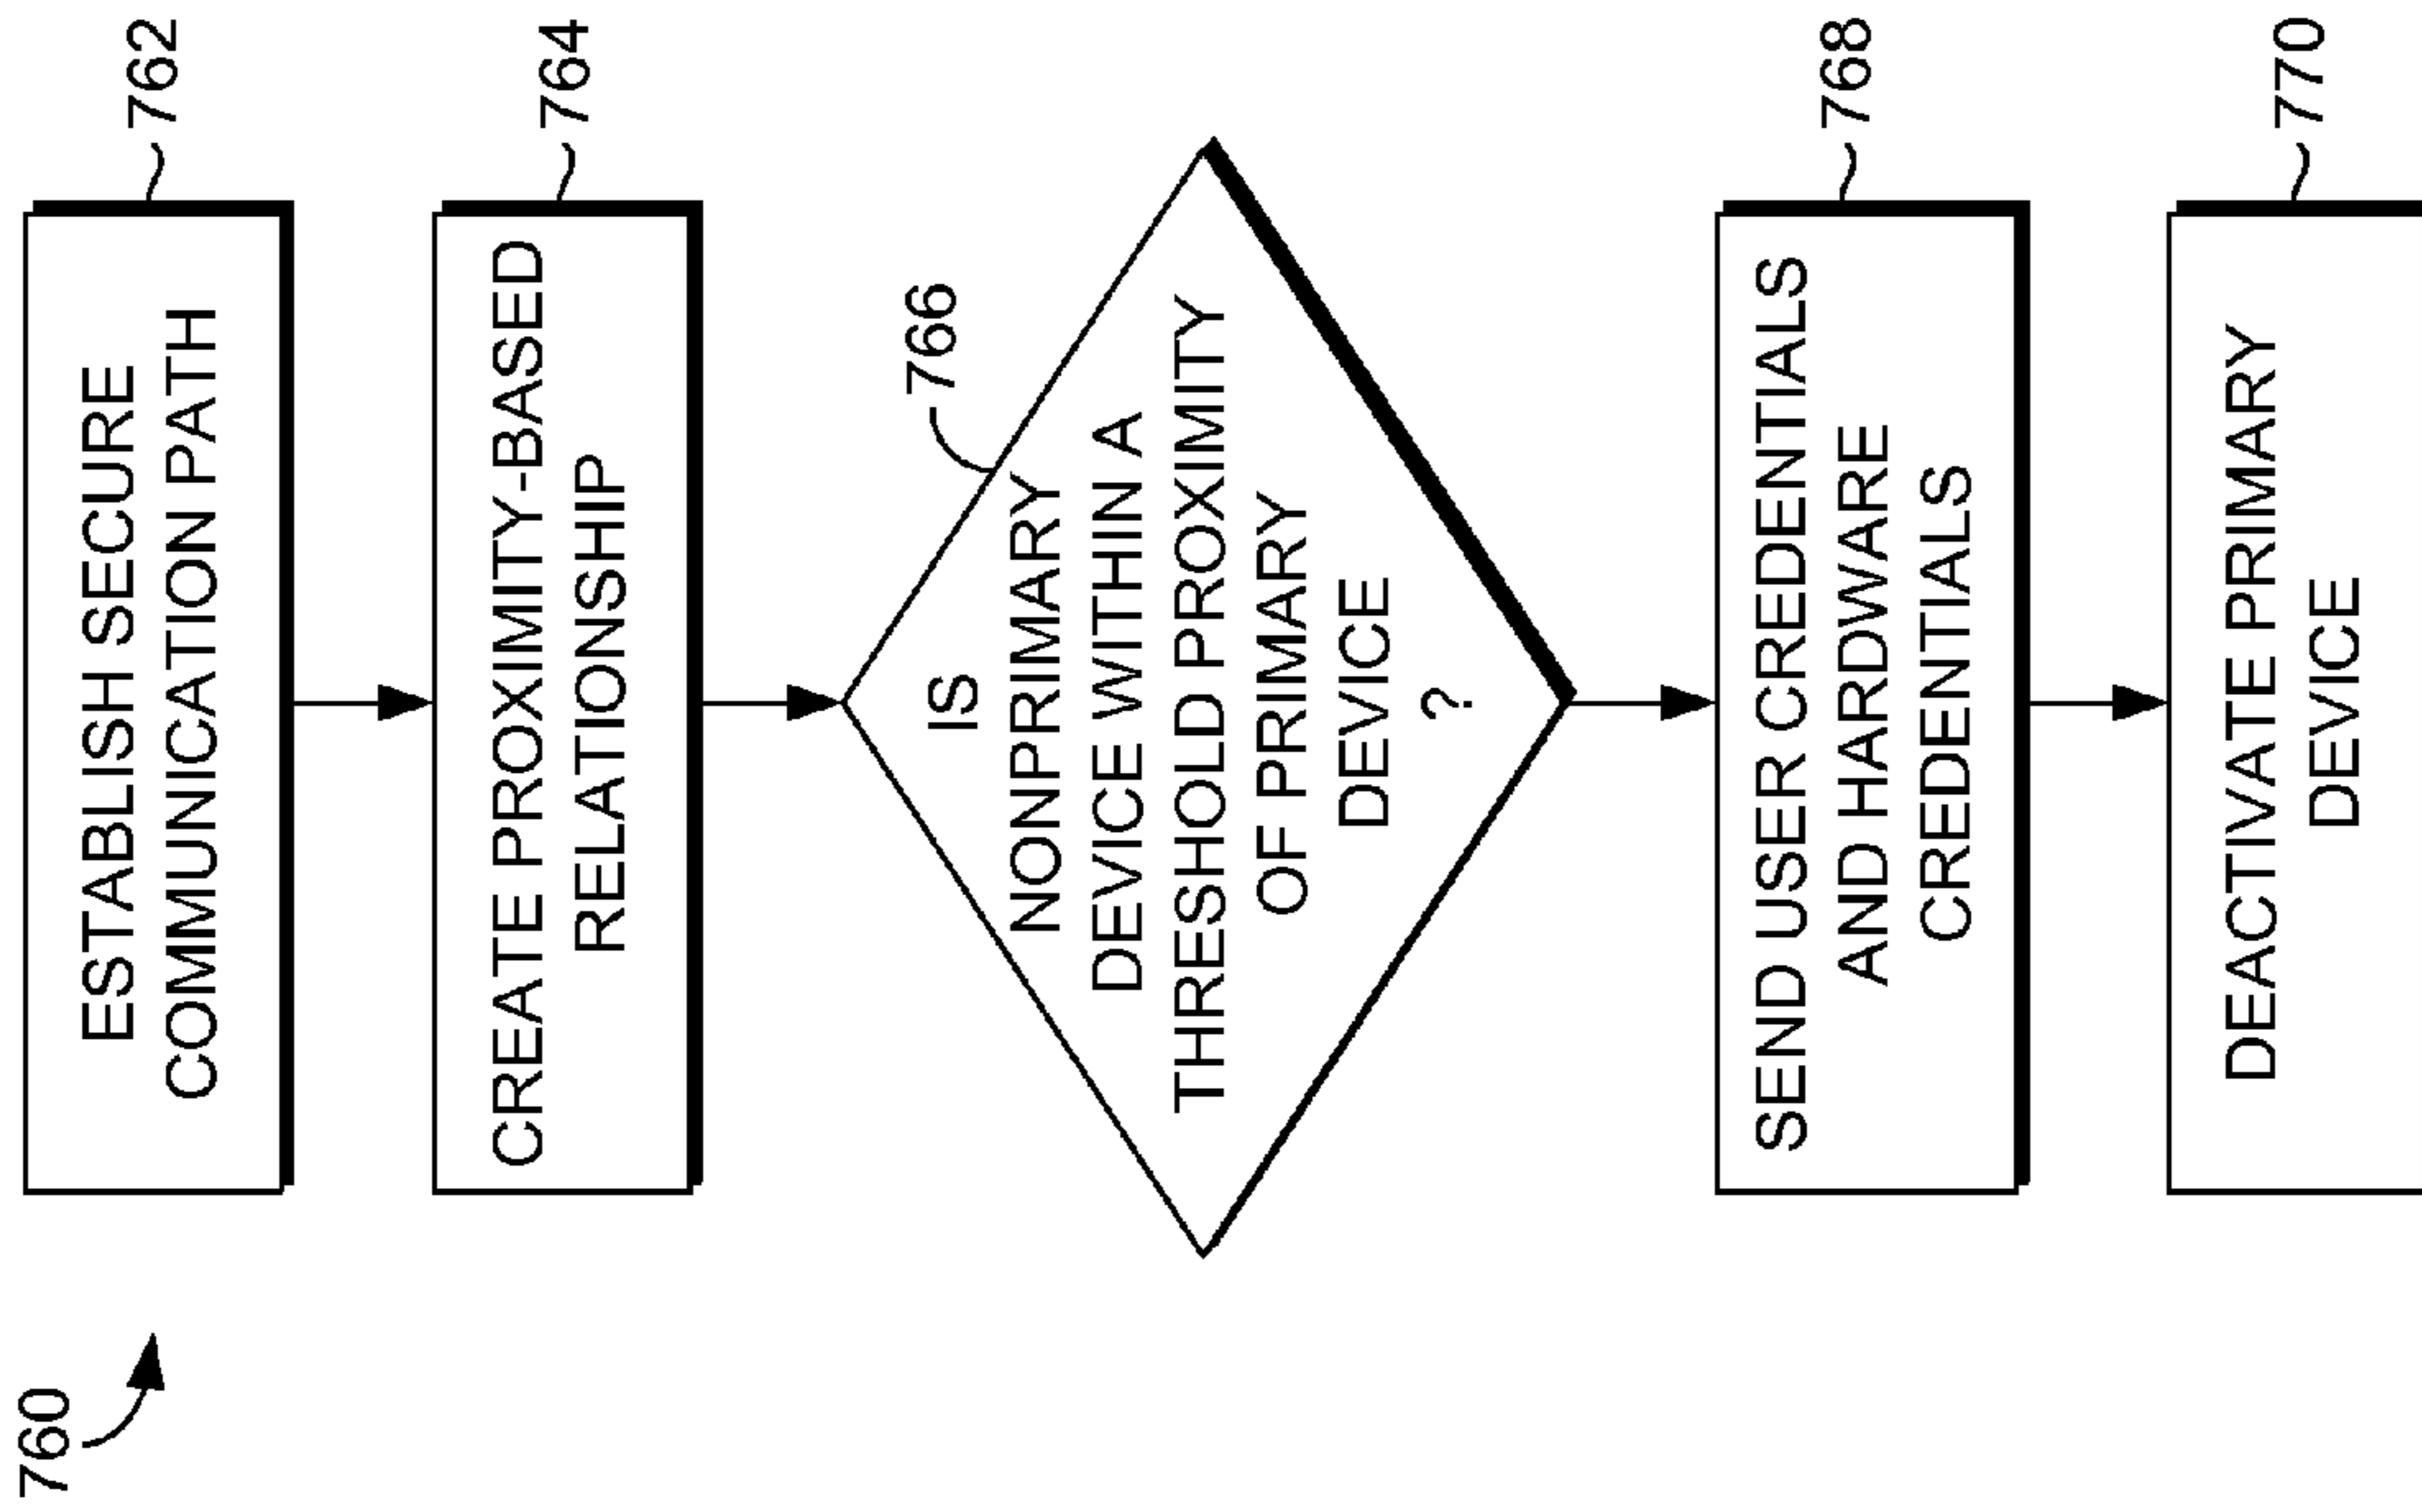 760
ESTABLISH SECURE
COMMUNICATION PATH
762
CREATE PROXIMITY-BASED
RELATIONSHIP
764
IS
NONPRIMARY
DEVICE WITHIN A
THRESHOLD PROXIMITY
OF PRIMARY
DEVICE
?
766
SEND USER CREDENTIALS
AND HARDWARE
CREDENTIALS
768
DEACTIVATE PRIMARY
DEVICE
770